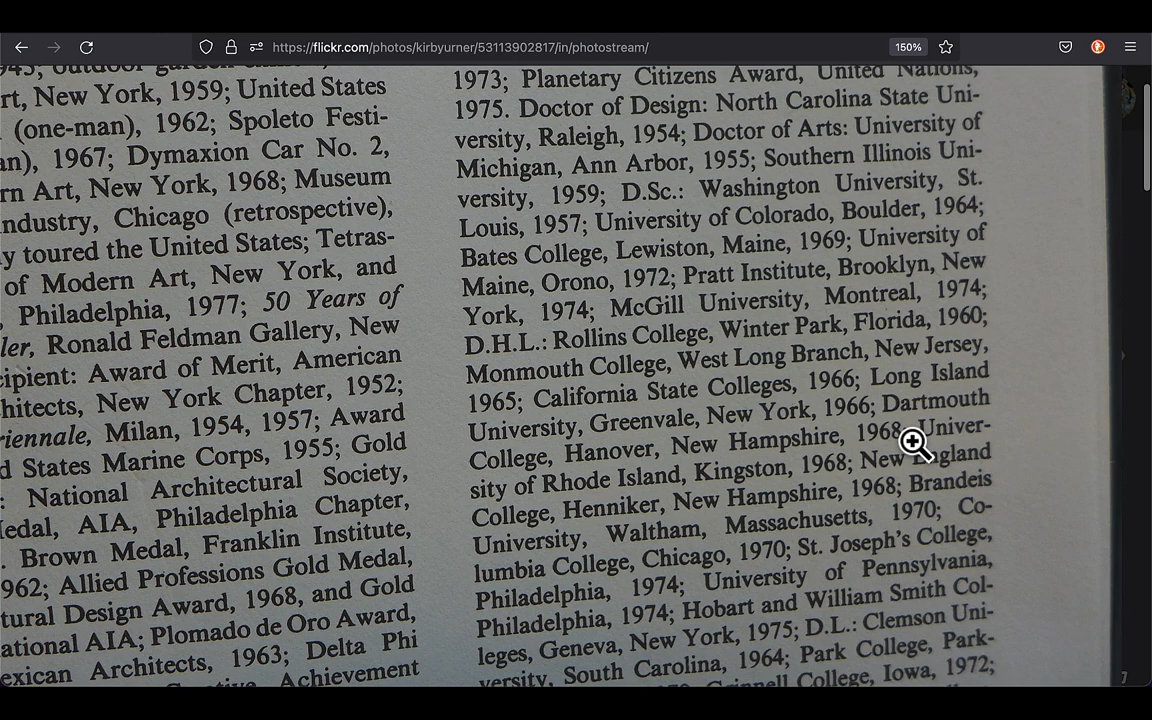 https://flickr.com/photos/kirbyurner/53113902817/in/photostream/
150%
rt, New York, 1959; United States
(one-man), 1962; Spoleto Festi-
an), 1967; Dymaxion Car No. 2,
rn Art, New York, 1968; Museum
ndustry, Chicago (retrospective),
y toured the United States; Tetras-
of Modern Art, New York, and
, Philadelphia, 1977; 50 Years of
ler, Ronald Feldman Gallery, New
cipient: Award of Merit, American
hitects, New York Chapter, 1952;
riennale, Milan, 1954, 1957; Award
d States Marine Corps, 1955; Gold
: National Architectural Society,
ledal, AIA, Philadelphia Chapter,
. Brown Medal, Franklin Institute,
962; Allied Professions Gold Medal,
tural Design Award, 1968, and Gold
ational AIA; Plomado de Oro Award,
exican Architects, 1963; Delta Phi
Achievement
1973; Planetary Citizens Award, United Nations,
1975. Doctor of Design: North Carolina State Uni-
versity, Raleigh, 1954; Doctor of Arts: University of
Michigan, Ann Arbor, 1955; Southern Illinois Uni-
versity, 1959; D.Sc.: Washington University, St.
Louis, 1957; University of Colorado, Boulder, 1964;
Bates College, Lewiston, Maine, 1969; University of
Maine, Orono, 1972; Pratt Institute, Brooklyn, New
York, 1974; McGill University, Montreal, 1974;
D.H.L.: Rollins College, Winter Park, Florida, 1960;
Monmouth College, West Long Branch, New Jersey,
1965; California State Colleges, 1966; Long Island
University, Greenvale, New York, 1966; Dartmouth
College, Hanover, New Hampshire, 1968; Univer-
sity of Rhode Island, Kingston, 1968; New England
College, Henniker, New Hampshire, 1968; Brandeis
University, Waltham, Massachusetts, 1970; Co-
lumbia College, Chicago, 1970; St. Joseph's College,
Philadelphia, 1974; University of Pennsylvania,
Philadelphia, 1974; Hobart and William Smith Col-
leges, Geneva, New York, 1975; D.L.: Clemson Uni-
versity, South Carolina, 1964; Park College, Park-
Grinnell College, Iowa, 1972;